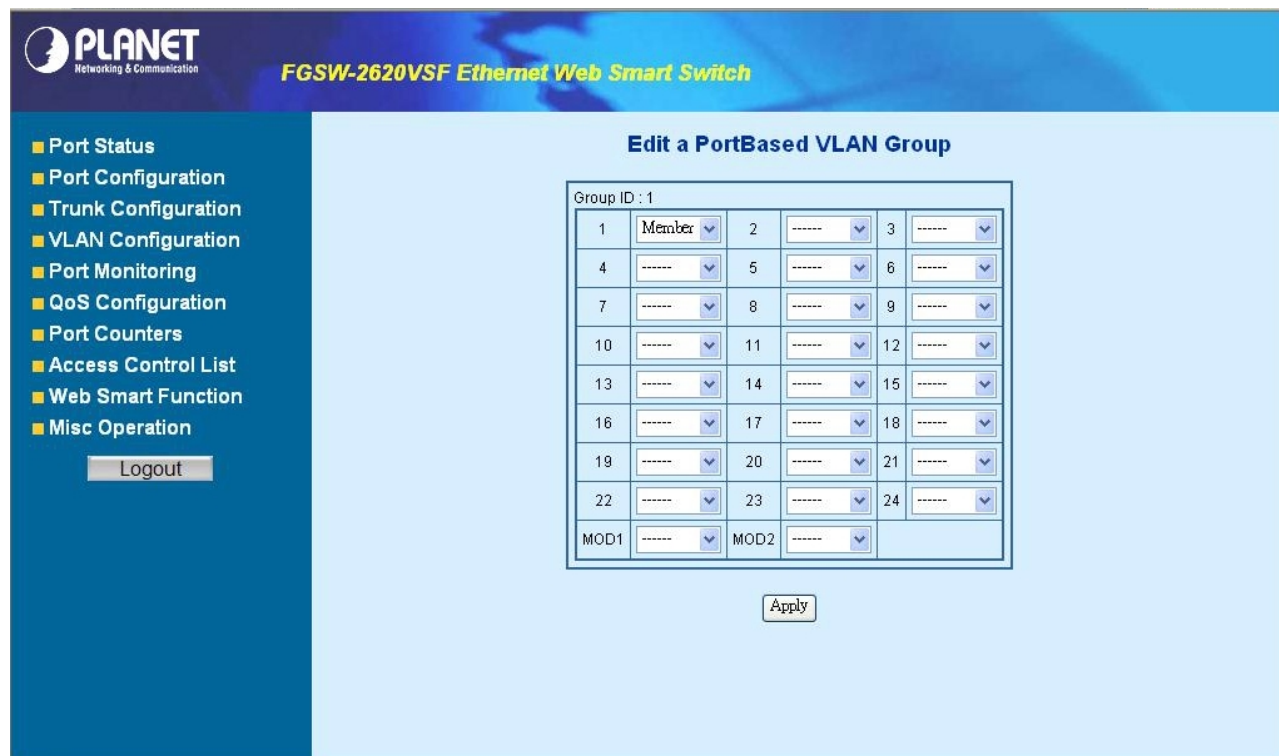 PLANET
Networking & Communication
FGSW-2620VSF Ethernet Web Smart Switch
Port Status
Port Configuration
Trunk Configuration
VLAN Configuration
Port Monitoring
QoS Configuration
Port Counters
Access Control List
Web Smart Function
Misc Operation
Logout
Edit a PortBased VLAN Group
Group ID : 1
1 Member 2 ------ 3 ------
4 ------ 5 ------ 6 ------
7 ------ 8 ------ 9 ------
10 ------ 11 ------ 12 ------
13 ------ 14 ------ 15 ------
16 ------ 17 ------ 18 ------
19 ------ 20 ------ 21 ------
22 ------ 23 ------ 24 ------
MOD1 ------ MOD2 ------
Apply